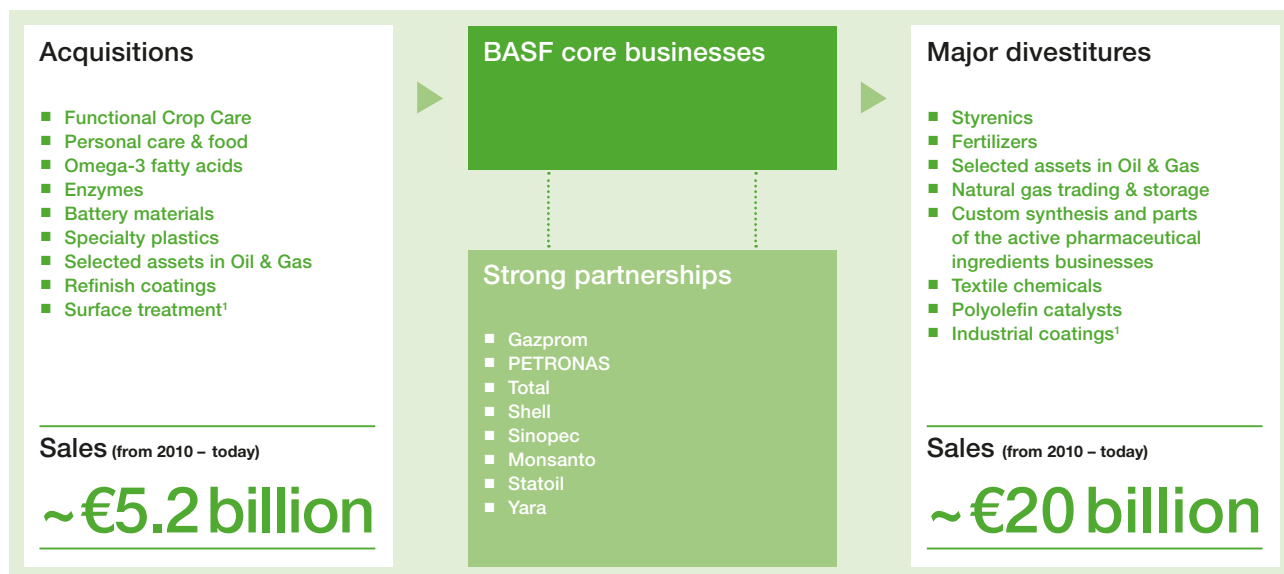 Acquisitions
Functional Crop Care
Personal care & food
Omega-3 fatty acids
Enzymes
Battery materials
Specialty plastics
Selected assets in Oil & Gas
Refinish coatings
Surface treatment¹
Sales (from 2010 – today)
~ €5.2 billion
BASF core businesses
Strong partnerships
Gazprom
PETRONAS
Total
Shell
Sinopec
Monsanto
Statoil
Yara
Major divestitures
Styrenics
Fertilizers
Selected assets in Oil & Gas
Natural gas trading & storage
Custom synthesis and parts
of the active pharmaceutical
ingredients businesses
Textile chemicals
Polyolefin catalysts
Industrial coatings¹
Sales (from 2010 – today)
~ €20 billion